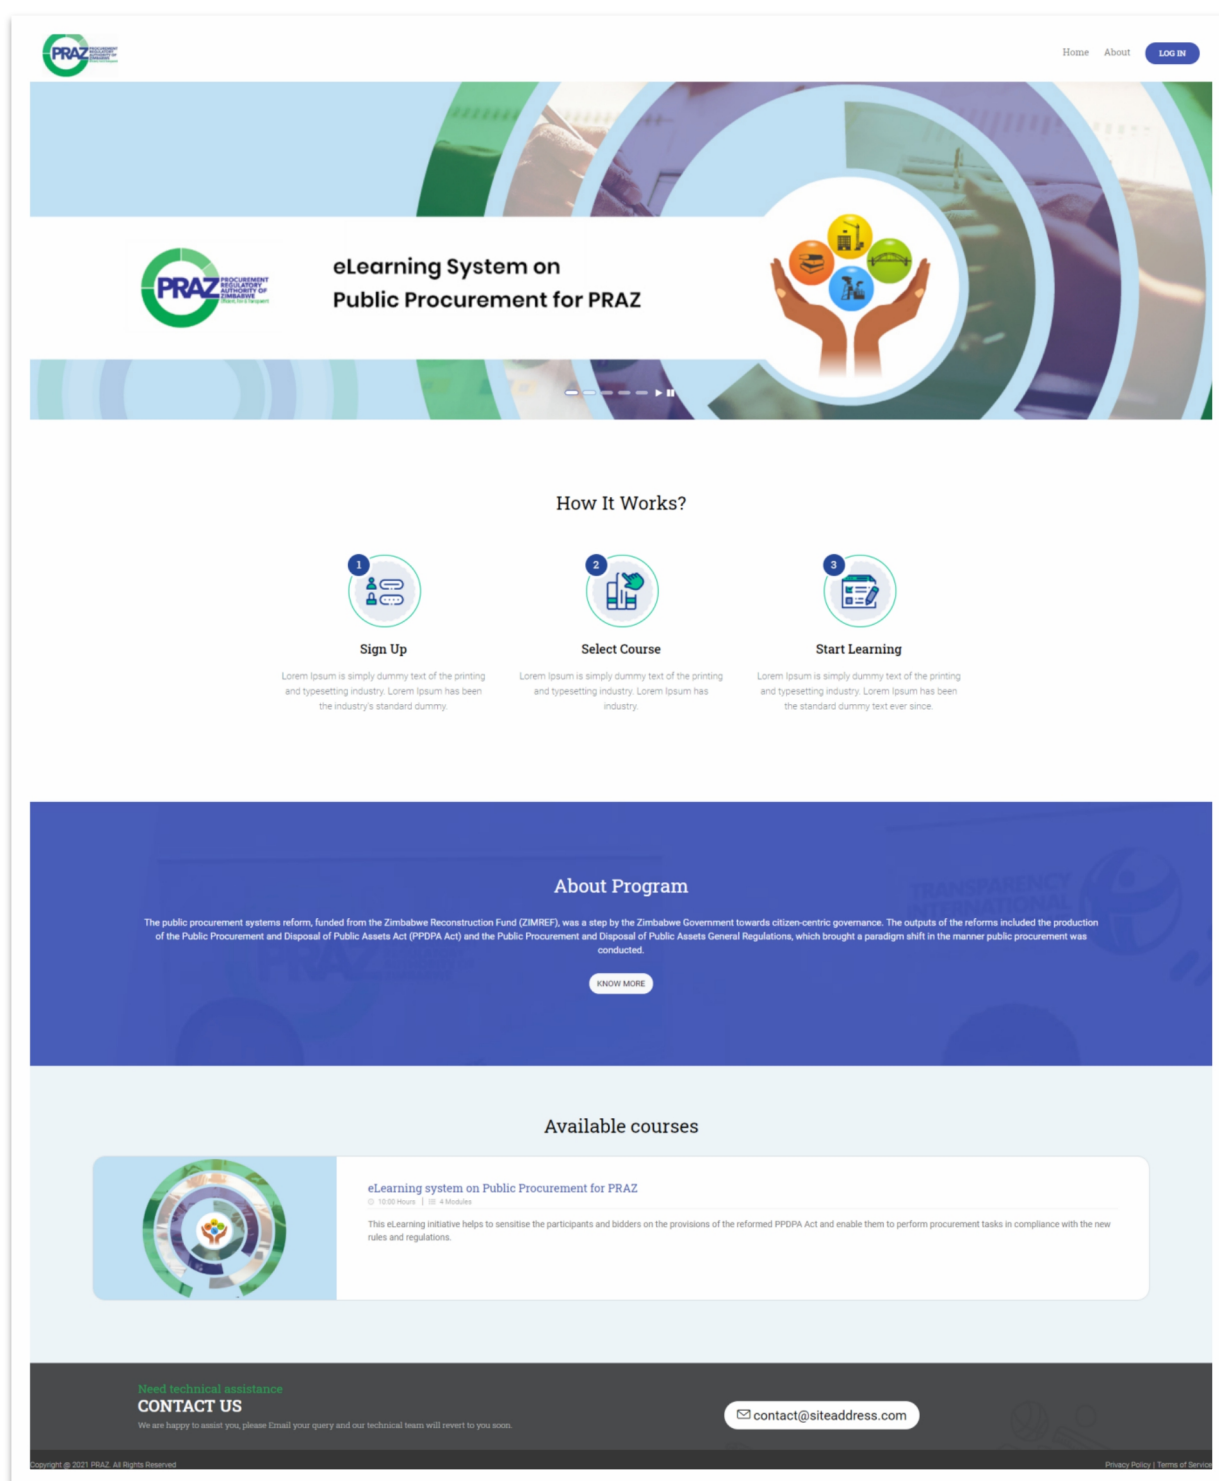 PRAZ PROCUREMENT
REGULATORY
AUTHORITY OF
ZIMBABWE
Home About LOG IN
PRAZ PROCUREMENT
REGULATORY
AUTHORITY OF
ZIMBABWE
eLearning System on
Public Procurement for PRAZ
How It Works?
1
2
3
Sign Up
Lorem Ipsum is simply dummy text of the printing
and typesetting industry. Lorem Ipsum has been
the industry's standard dummy.
Select Course
Lorem Ipsum is simply dummy text of the printing
and typesetting industry. Lorem Ipsum has
industry.
Start Learning
Lorem Ipsum is simply dummy text of the printing
and typesetting industry. Lorem Ipsum has been
the standard dummy text ever since.
TRANSPARENCY
INTERNATIONAL
PRAZ
About Program
The public procurement systems reform, funded from the Zimbabwe Reconstruction Fund (ZIMREF), was a step by the Zimbabwe Government towards citizen-centric governance. The outputs of the reforms included the production
of the Public Procurement and Disposal of Public Assets Act (PPDPA Act) and the Public Procurement and Disposal of Public Assets General Regulations, which brought a paradigm shift in the manner public procurement was
conducted.
KNOW MORE
Available courses
eLearning system on Public Procurement for PRAZ
10:00 Hours | 4 Modules
This eLearning initiative helps to sensitise the participants and bidders on the provisions of the reformed PPDPA Act and enable them to perform procurement tasks in compliance with the new
rules and regulations.
Need technical assistance
CONTACT US
We are happy to assist you, please Email your query and our technical team will revert to you soon.
contact@siteaddress.com
Copyright @ 2021 PRAZ. All Rights Reserved
Privacy Policy | Terms of Service